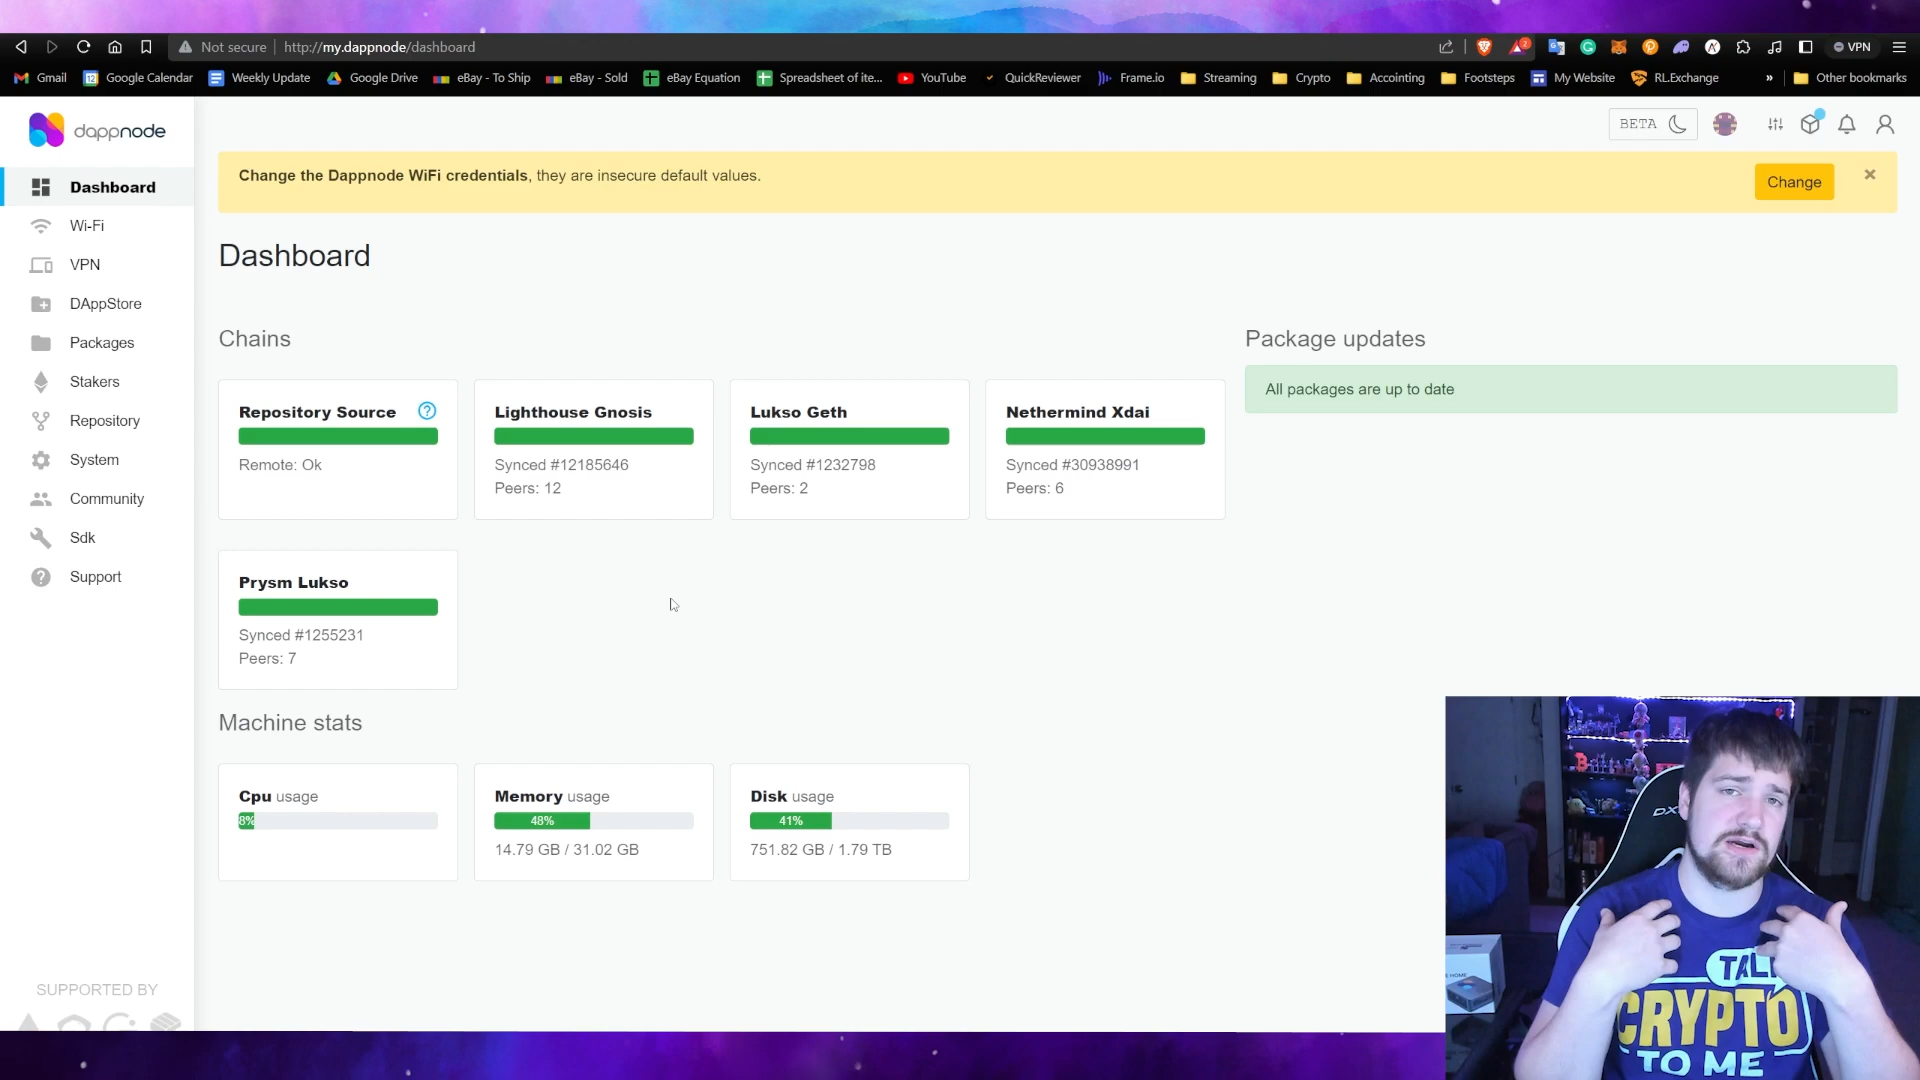 Not secure
http://my.dappnode/dashboard
2
VPN
Gmail
12
Google Calendar
Weekly Update
Google Drive
eBay - To Ship
eBay - Sold
eBay Equation
Spreadsheet of ite...
YouTube
QuickReviewer
Frame.io
Streaming
Crypto
Accointing
Footsteps
My Website
RL.Exchange
»
Other bookmarks
dappnode
BETA
Change the Dappnode WiFi credentials, they are insecure default values.
Change
Dashboard
Wi-Fi
VPN
DAppStore
Packages
Stakers
Repository
System
Community
Sdk
Support
SUPPORTED BY
Dashboard
Chains
Repository Source
Remote: Ok
Lighthouse Gnosis
Synced #12185646
Peers: 12
Lukso Geth
Synced #1232798
Peers: 2
Nethermind Xdai
Synced #30938991
Peers: 6
Prysm Lukso
Synced #1255231
Peers: 7
Package updates
All packages are up to date
Machine stats
Cpu usage
8%
Memory usage
48%
14.79 GB / 31.02 GB
Disk usage
41%
751.82 GB / 1.79 TB
CRYPTO
TO ME